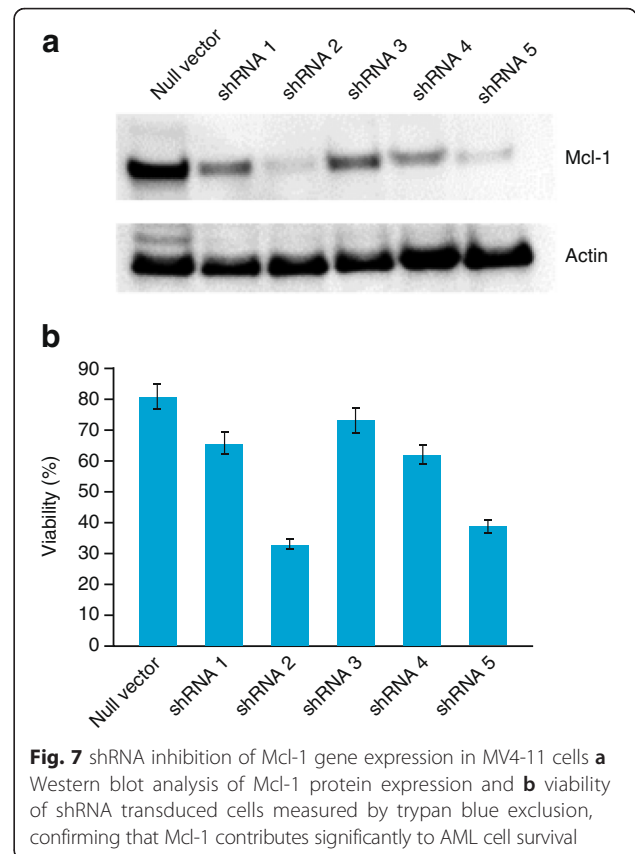 a
Null vector
shRNA 1
shRNA 2
shRNA 3
shRNA 4
shRNA 5
Mcl-1
Actin
b
90
80
70
60
50
40
30
20
10
0
Viability (%)
Null vector
shRNA 1
shRNA 2
shRNA 3
shRNA 4
shRNA 5
Fig. 7 shRNA inhibition of Mcl-1 gene expression in MV4-11 cells a
Western blot analysis of Mcl-1 protein expression and b viability
of shRNA transduced cells measured by trypan blue exclusion,
confirming that Mcl-1 contributes significantly to AML cell survival